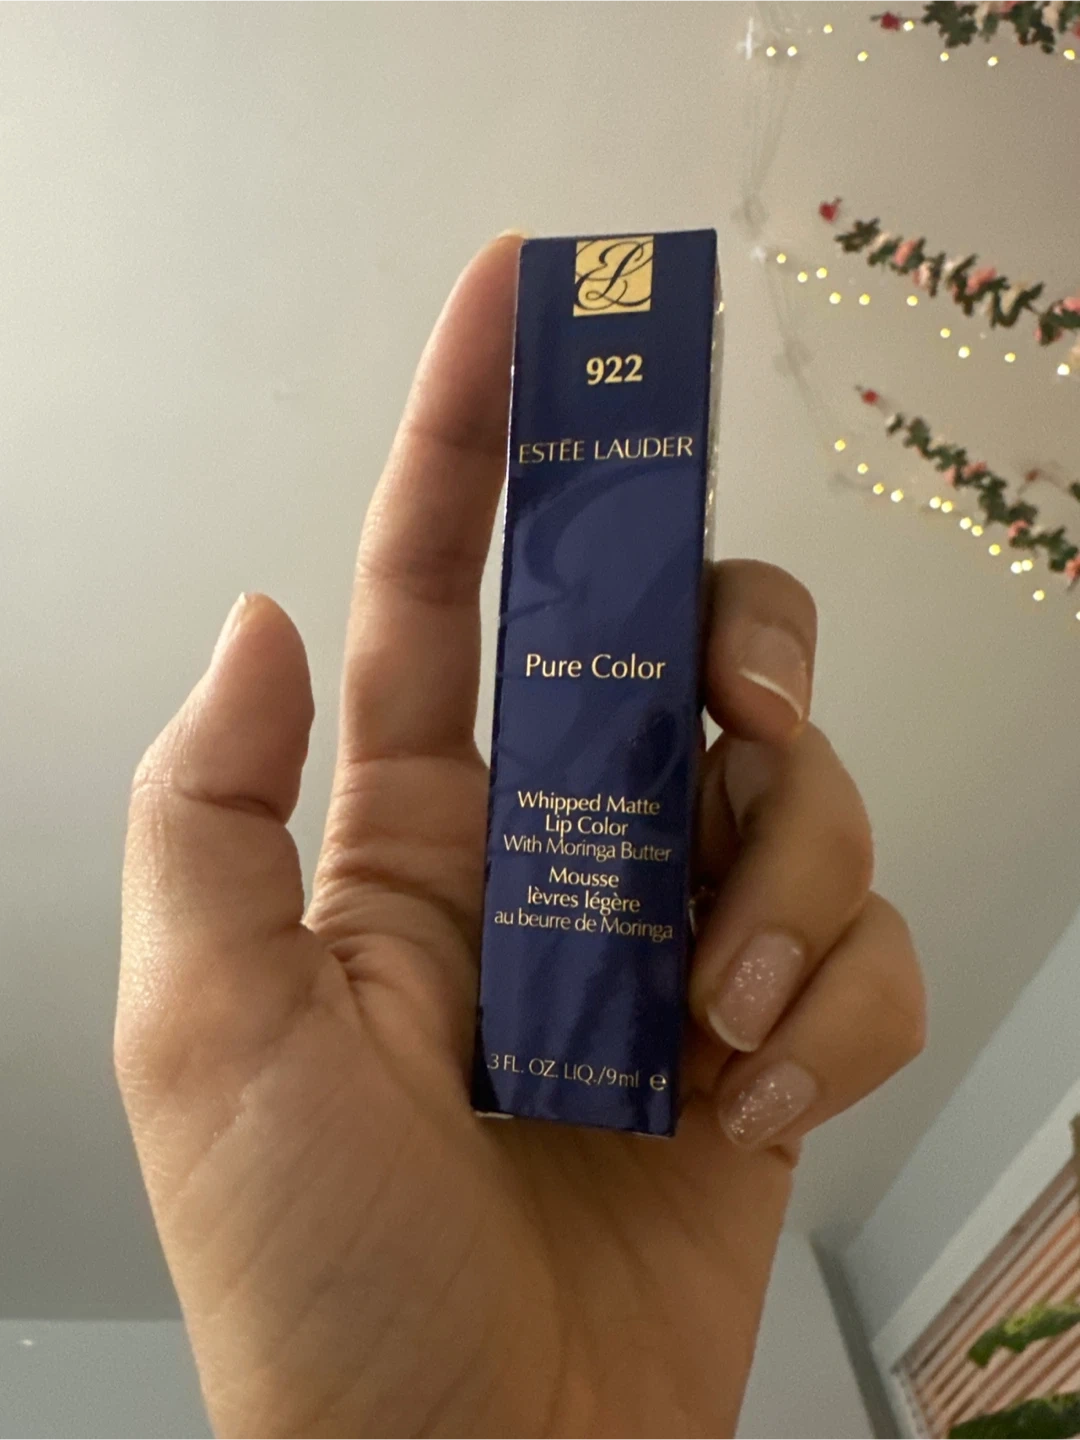 EL
922
ESTĒE LAUDER
Pure Color
Whipped Matte
Lip Color
With Moringa Butter
Mousse
lèvres légère
au beurre de Moringa
.3 FL. OZ. LIQ./9ml e